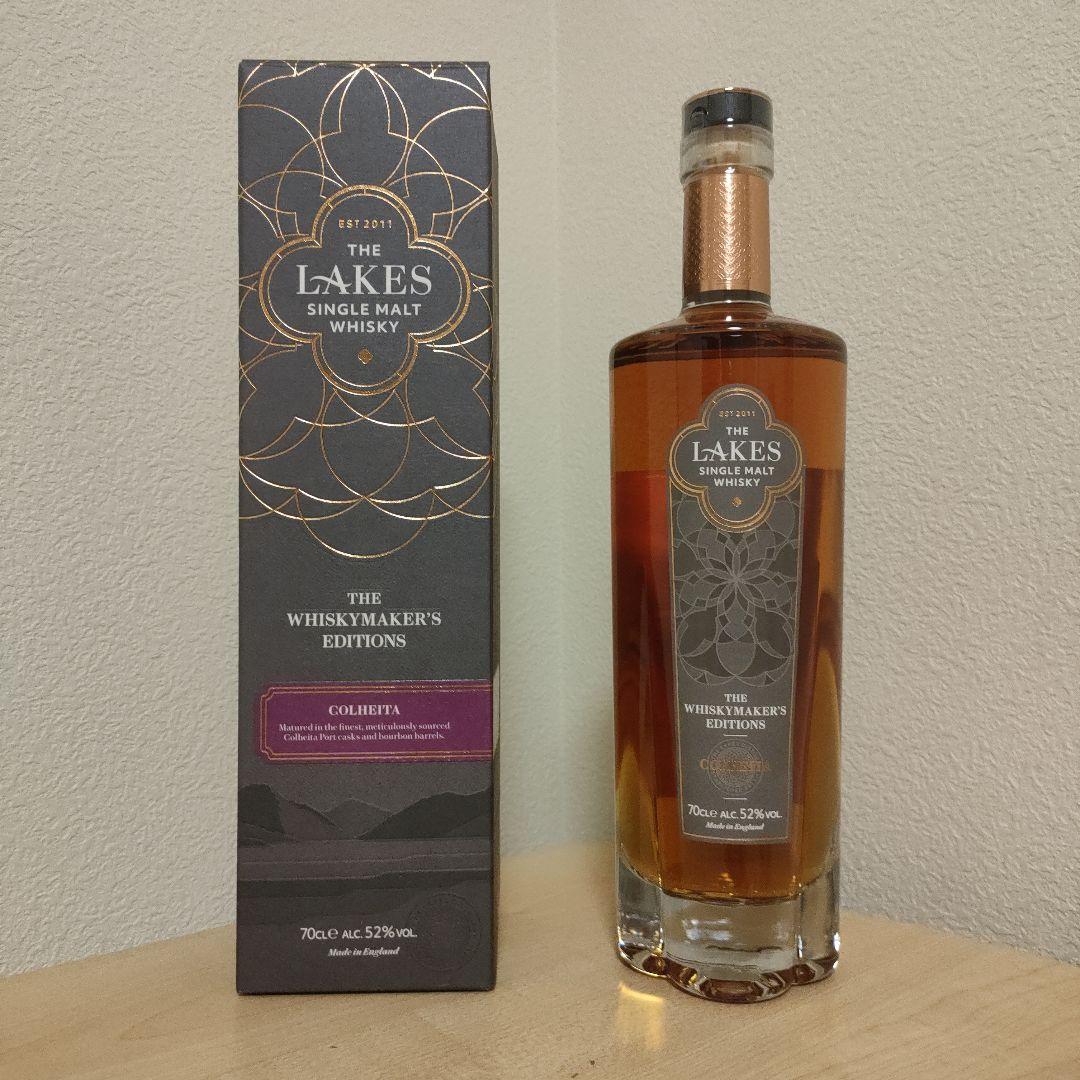 EST 2011
THE
LAKES
SINGLE MALT
WHISKY
THE
WHISKYMAKER'S
EDITIONS
COLHEITA
Matured in the finest, meticulously sourced
Colheita Port casks and bourbon barrels.
70CL e ALC. 52% VOL.
Made in England
EST 2011
THE
LAKES
SINGLE MALT
WHISKY
THE
WHISKYMAKER'S
EDITIONS
COLHEITA
70CL e ALC. 52% VOL.
Made in England